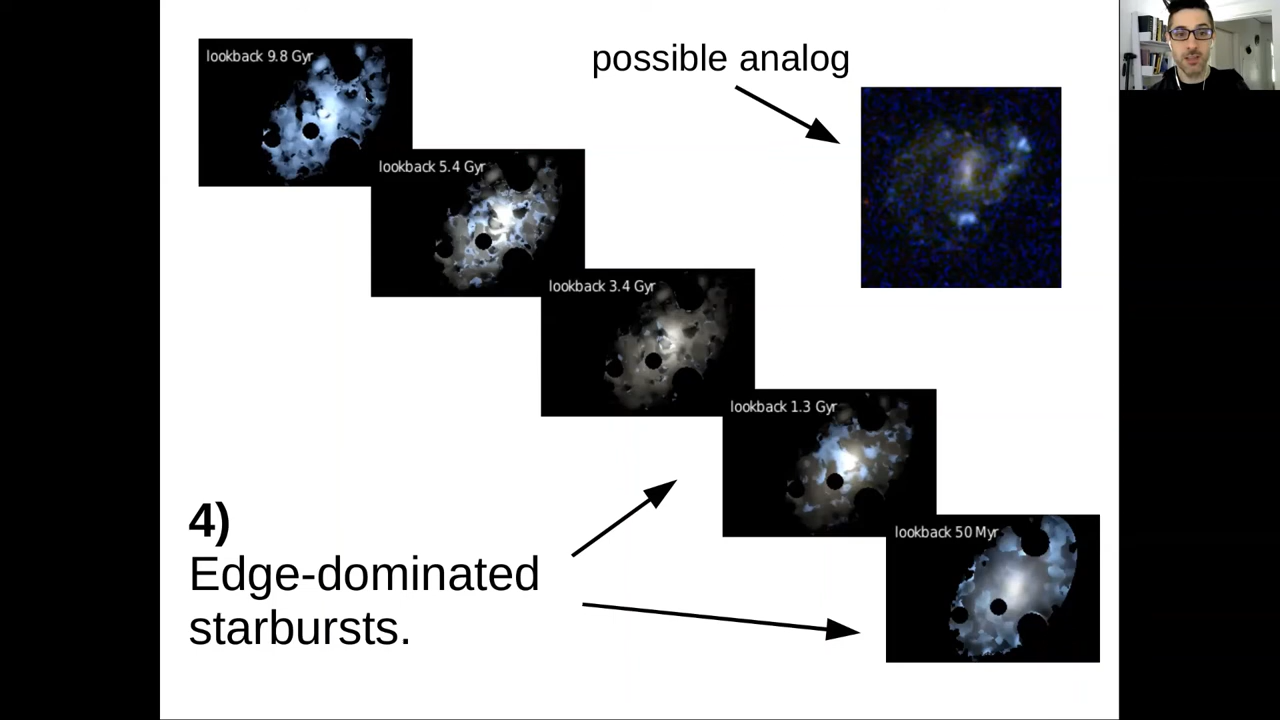 lookback 9.8 Gyr
possible analog
lookback 5.4 Gyr
lookback 3.4 Gyr
lookback 1.3 Gyr
4)
Edge-dominated
starbursts.
lookback 50 Myr